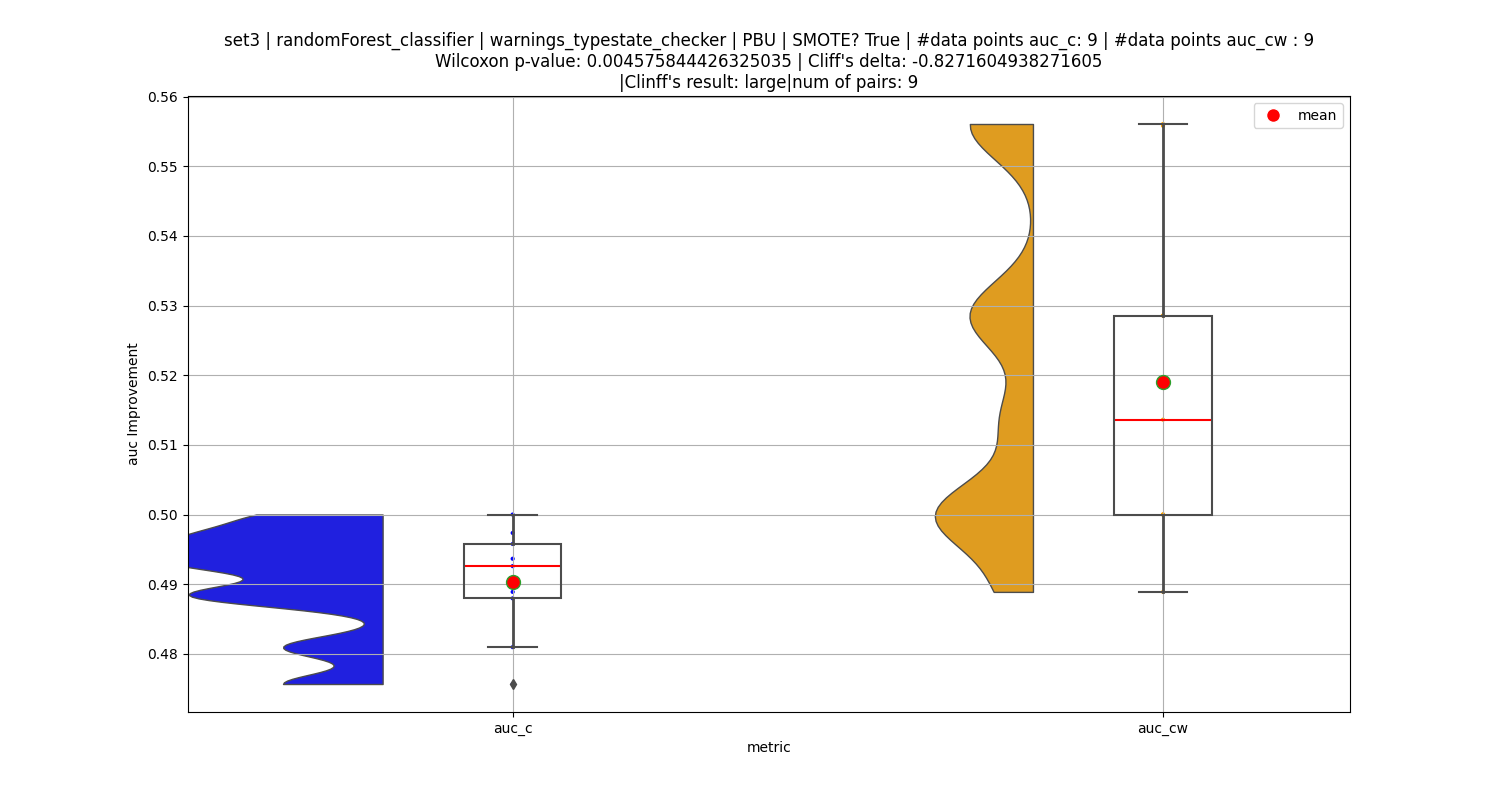 set3 | randomForest_classifier | warnings_typestate_checker | PBU | SMOTE? True | #data points auc_c: 9 | #data points auc_cw : 9
Wilcoxon p-value: 0.004575844426325035 | Cliff's delta: -0.8271604938271605
|Clinff's result: large|num of pairs: 9
mean
0.56
0.55
0.54
0.53
0.52
0.51
0.50
0.49
0.48
auc Improvement
auc_c
auc_cw
metric